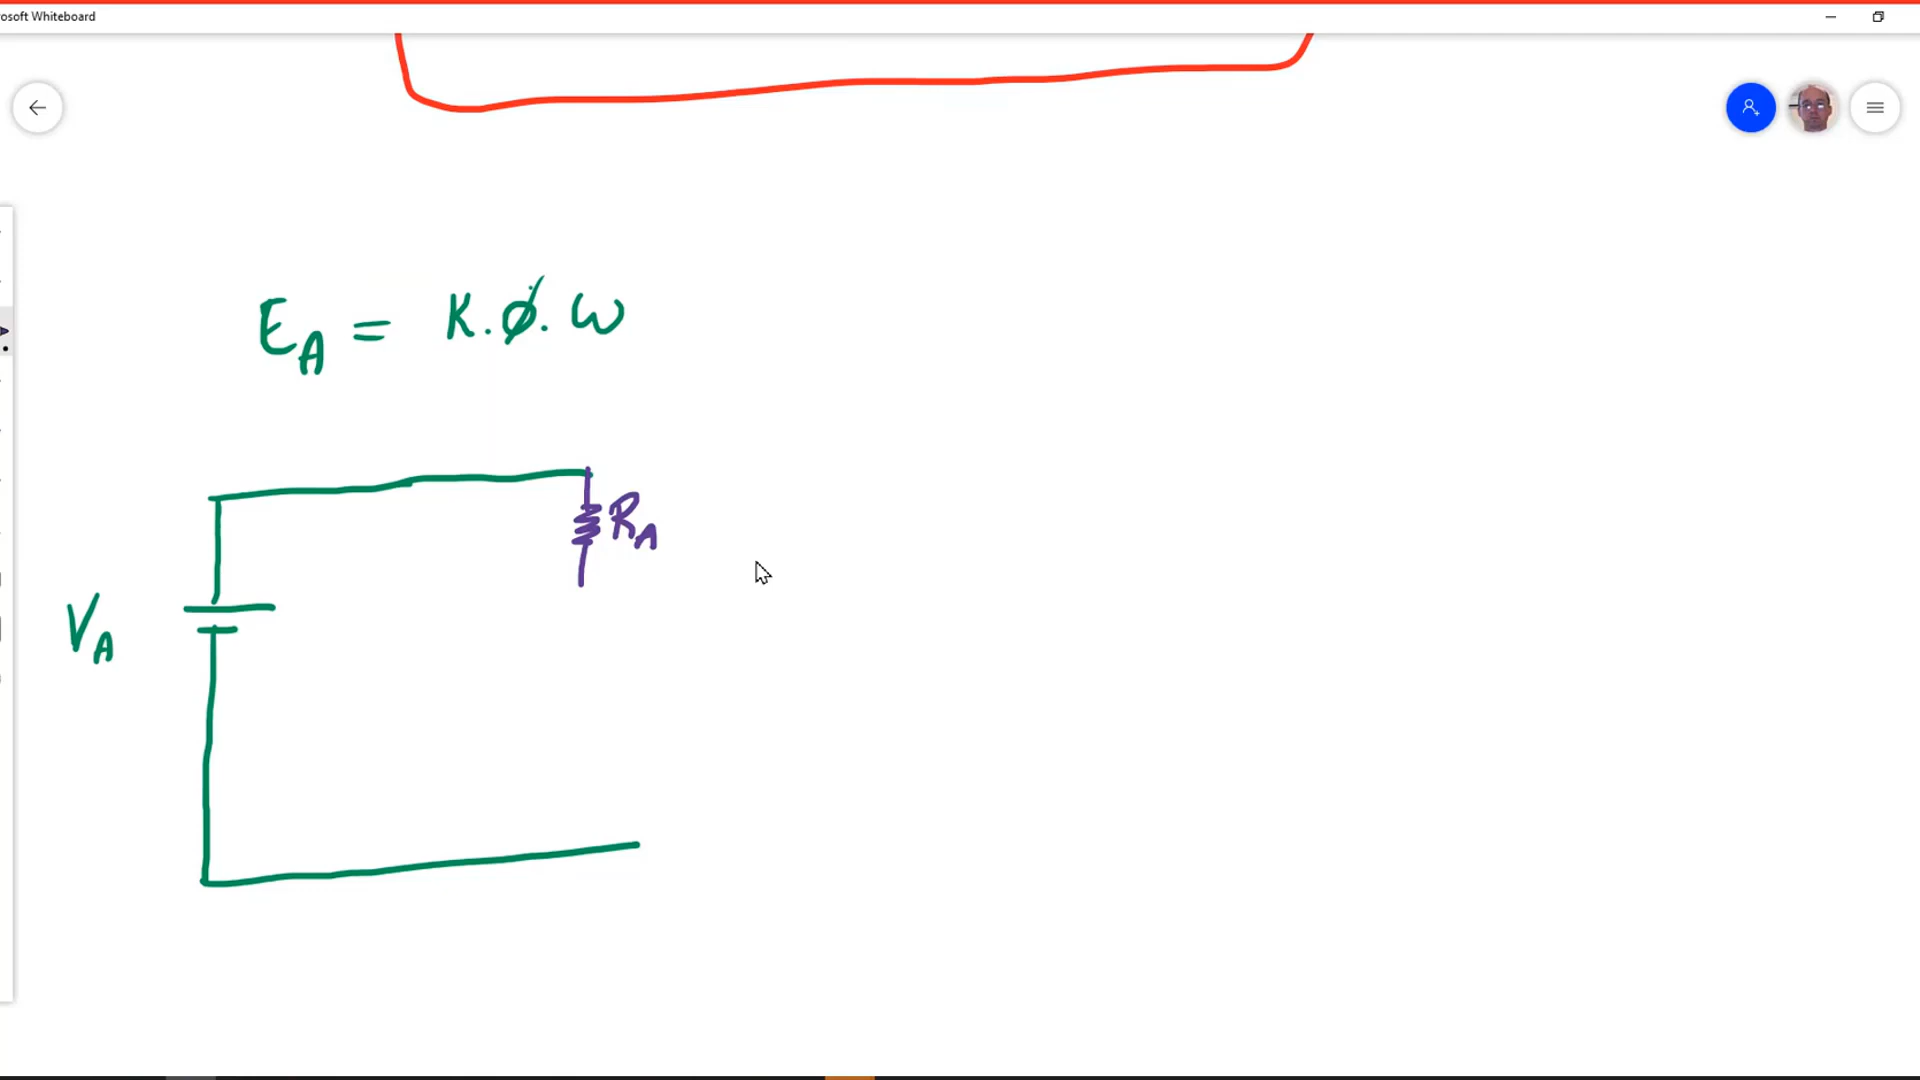 osoft Whiteboard
E_A = K.Ø.ω
R_A
V_A